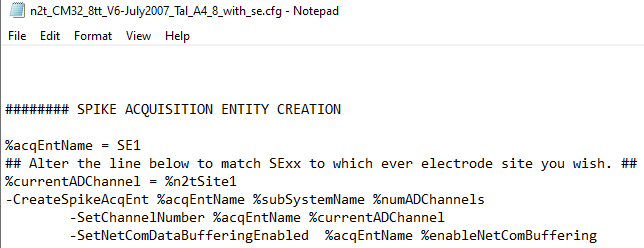 n2t_CM32_8tt_V6-July2007_Tal_A4_8_with_se.cfg - Notepad
File Edit Format View Help
######## SPIKE ACQUISITION ENTITY CREATION
%acqEntName = SE1
## Alter the line below to match SExx to which ever electrode site you wish. ##
%currentADChannel = %n2tSite1
-CreateSpikeAcqEnt %acqEntName %subSystemName %numADChannels
-SetChannelNumber %acqEntName %currentADChannel
-SetNetComDataBufferingEnabled %acqEntName %enableNetComBuffering